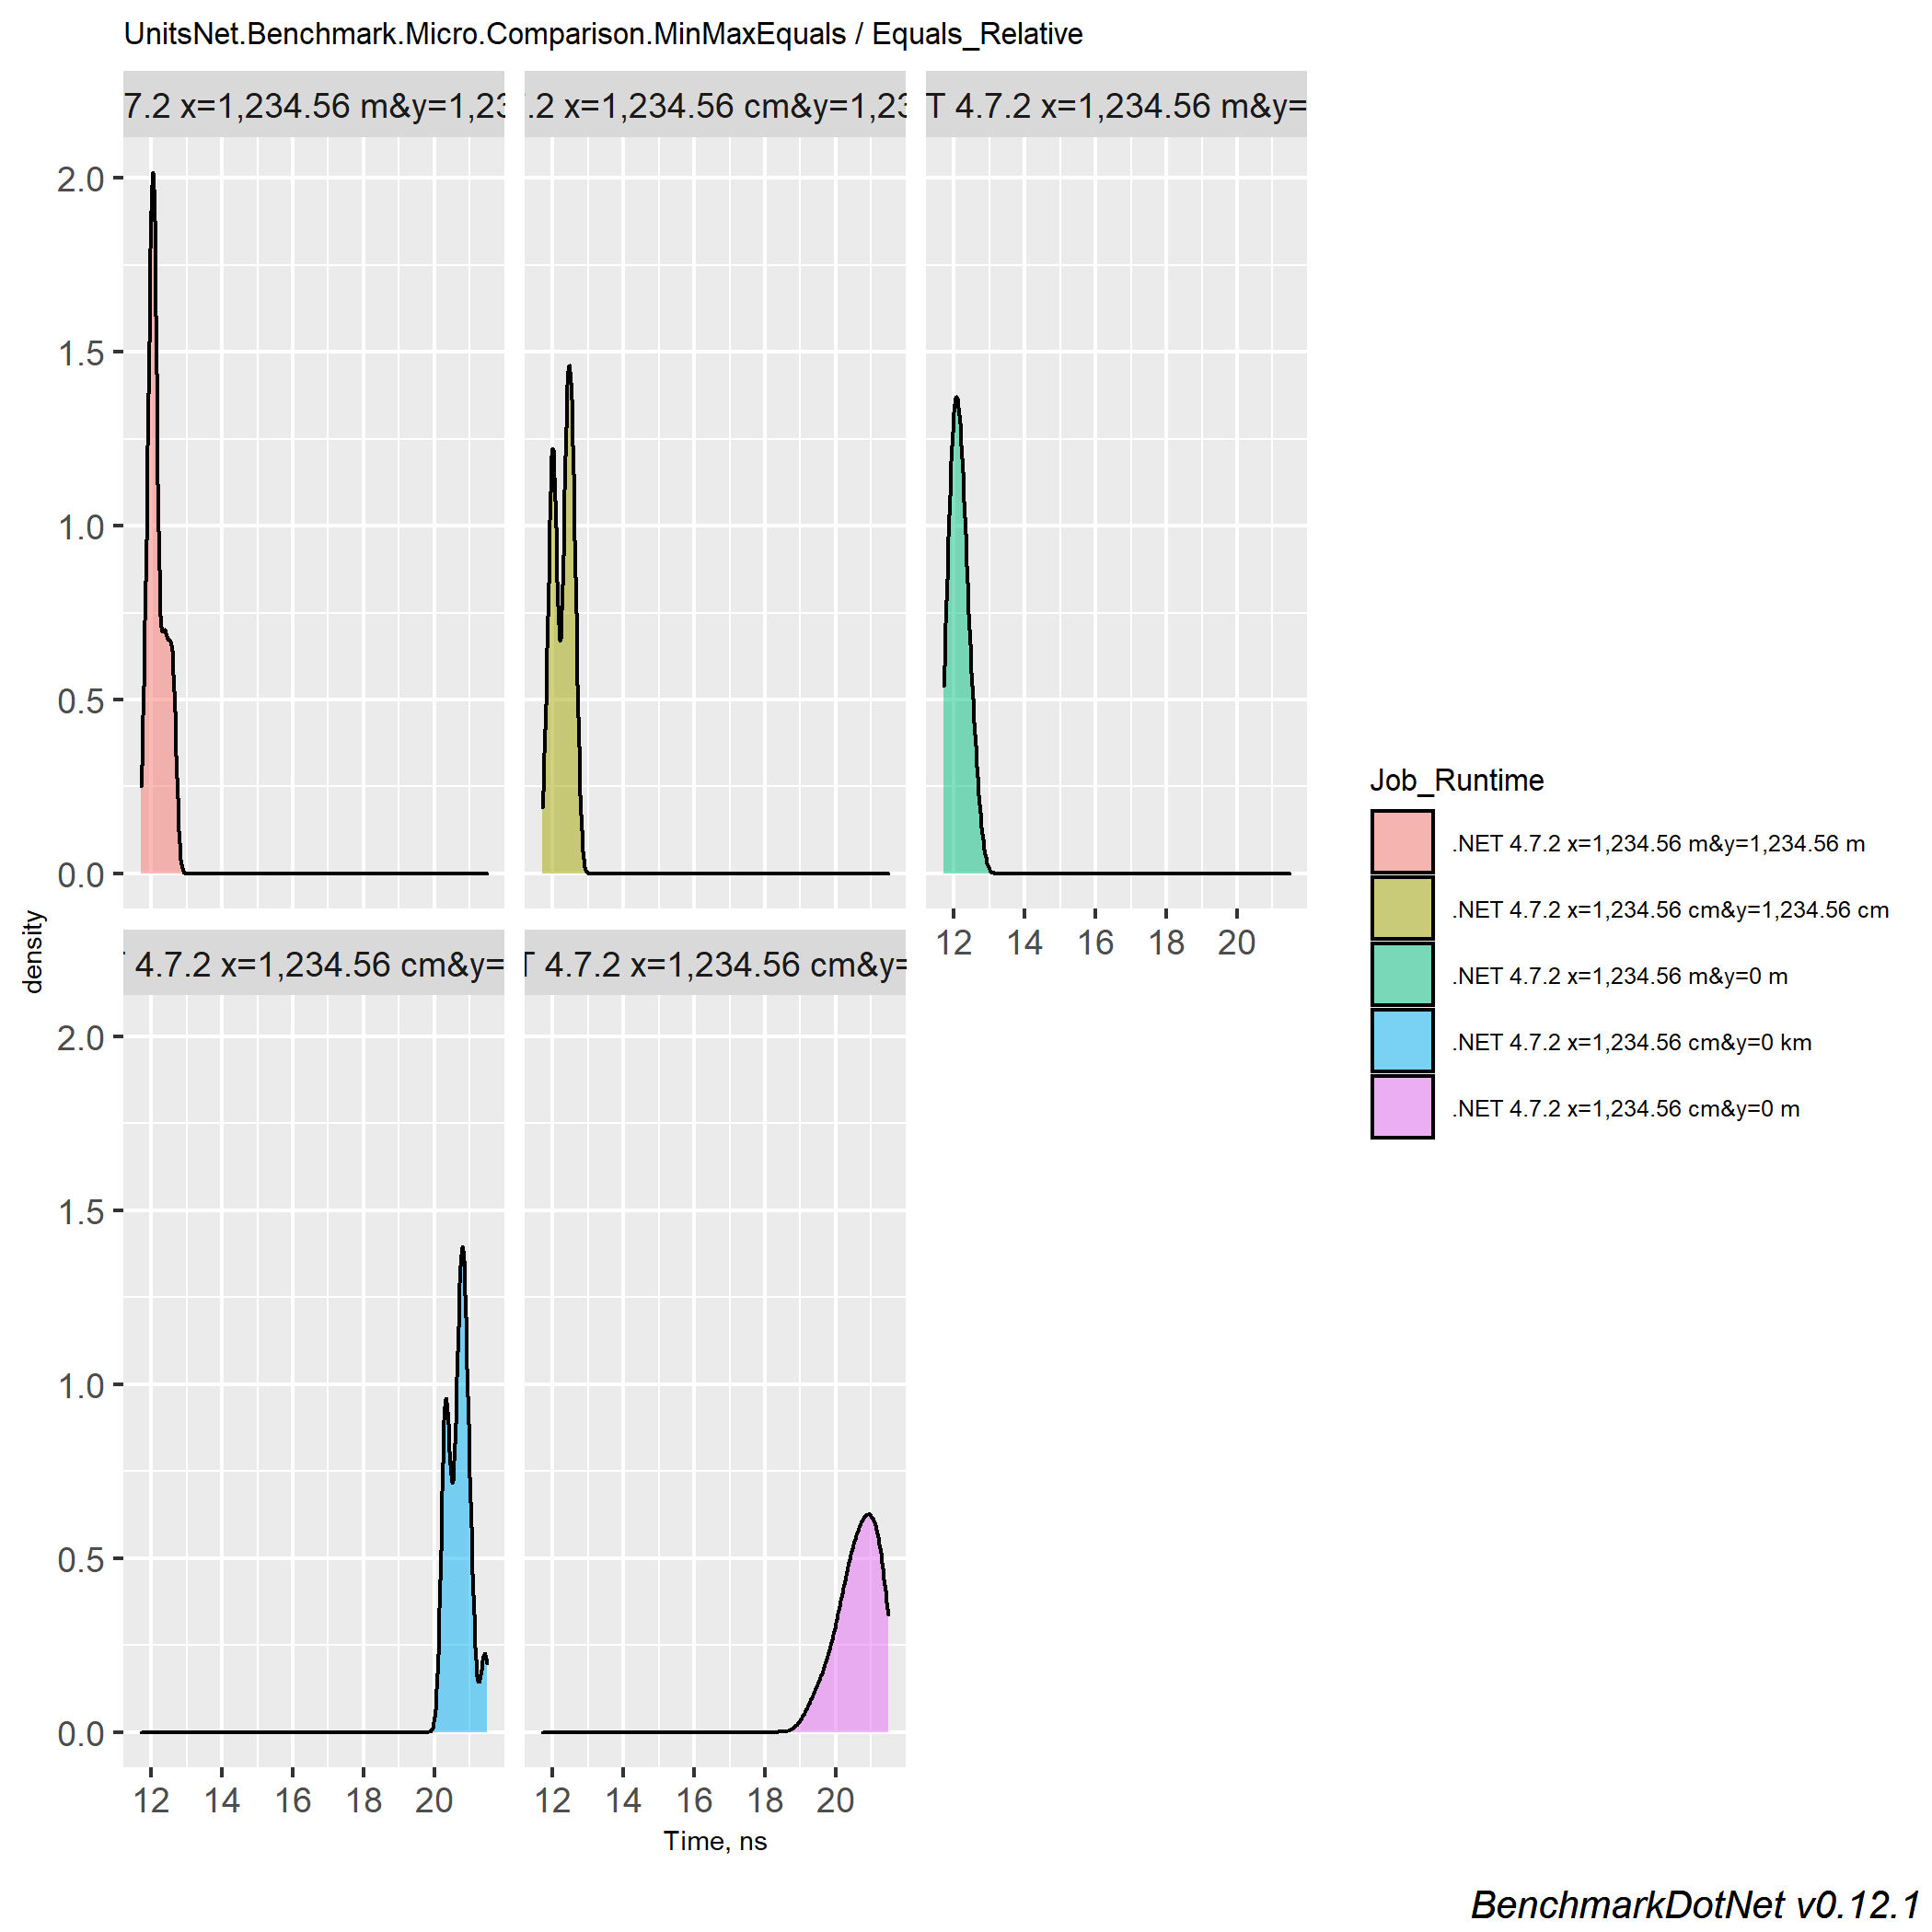 UnitsNet.Benchmark.Micro.Comparison.MinMaxEquals / Equals_Relative
7.2 x=1,234.56 m&y=1,23
.2 x=1,234.56 cm&y=1,23
T 4.7.2 x=1,234.56 m&y=
2.0
1.5
1.0
0.5
0.0
12 14 16 18 20
density
4.7.2 x=1,234.56 cm&y=
T 4.7.2 x=1,234.56 cm&y=
2.0
1.5
1.0
0.5
0.0
12 14 16 18 20
12 14 16 18 20
Time, ns
Job_Runtime
.NET 4.7.2 x=1,234.56 m&y=1,234.56 m
.NET 4.7.2 x=1,234.56 cm&y=1,234.56 cm
.NET 4.7.2 x=1,234.56 m&y=0 m
.NET 4.7.2 x=1,234.56 cm&y=0 km
.NET 4.7.2 x=1,234.56 cm&y=0 m
BenchmarkDotNet v0.12.1